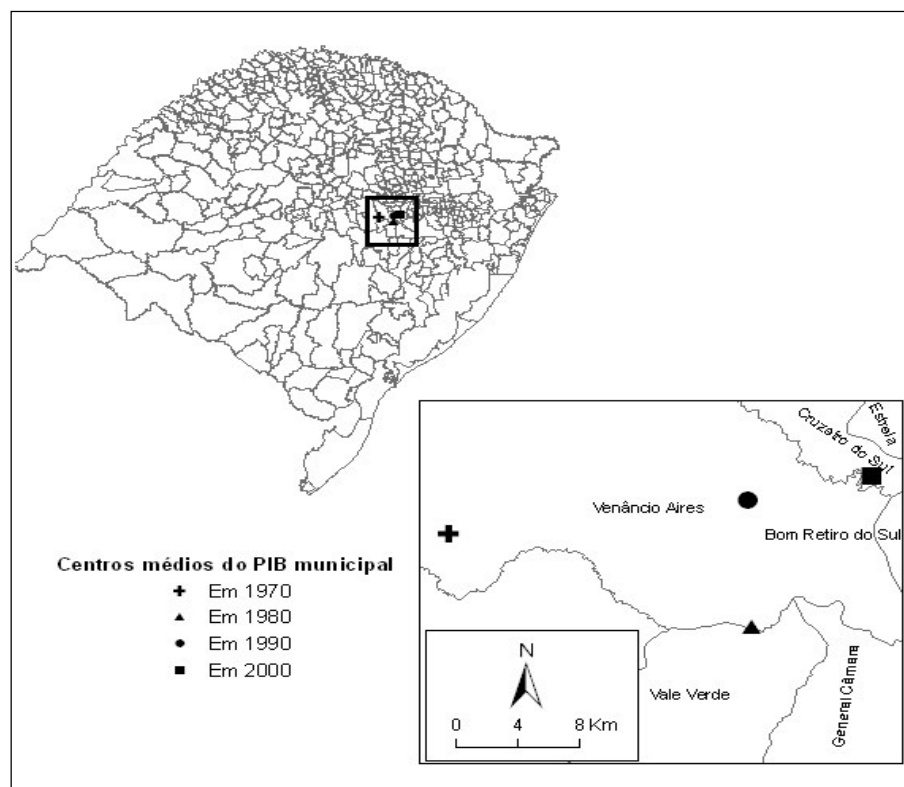 Cruzeiro do Sul
Estrela
Venâncio Aires
Bom Retiro do Sul
Centros médios do PIB municipal
Em 1970
Em 1980
Em 1990
Em 2000
N
0 4 8 Km
Vale Verde
General Câmara